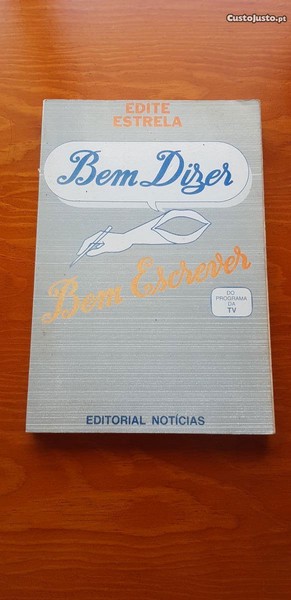 CustoJusto.pt
EDITE
ESTRELA
Bem Dizer
Bem Escrever
DO
PROGRAMA
DA
TV
EDITORIAL NOTÍCIAS